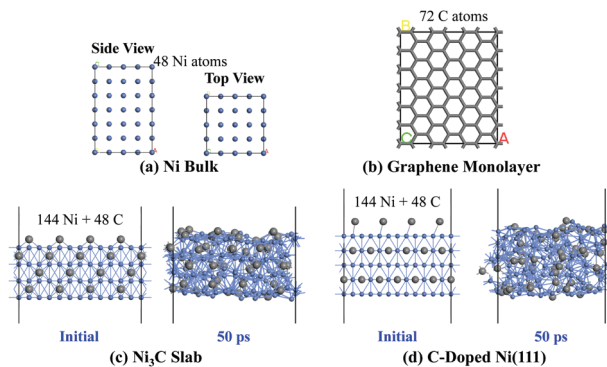 Side View
48 Ni atoms
Top View
(a) Ni Bulk
72 C atoms
B
C
A
(b) Graphene Monolayer
144 Ni + 48 C
Initial
50 ps
(c) Ni₃C Slab
144 Ni + 48 C
Initial
50 ps
(d) C-Doped Ni(111)